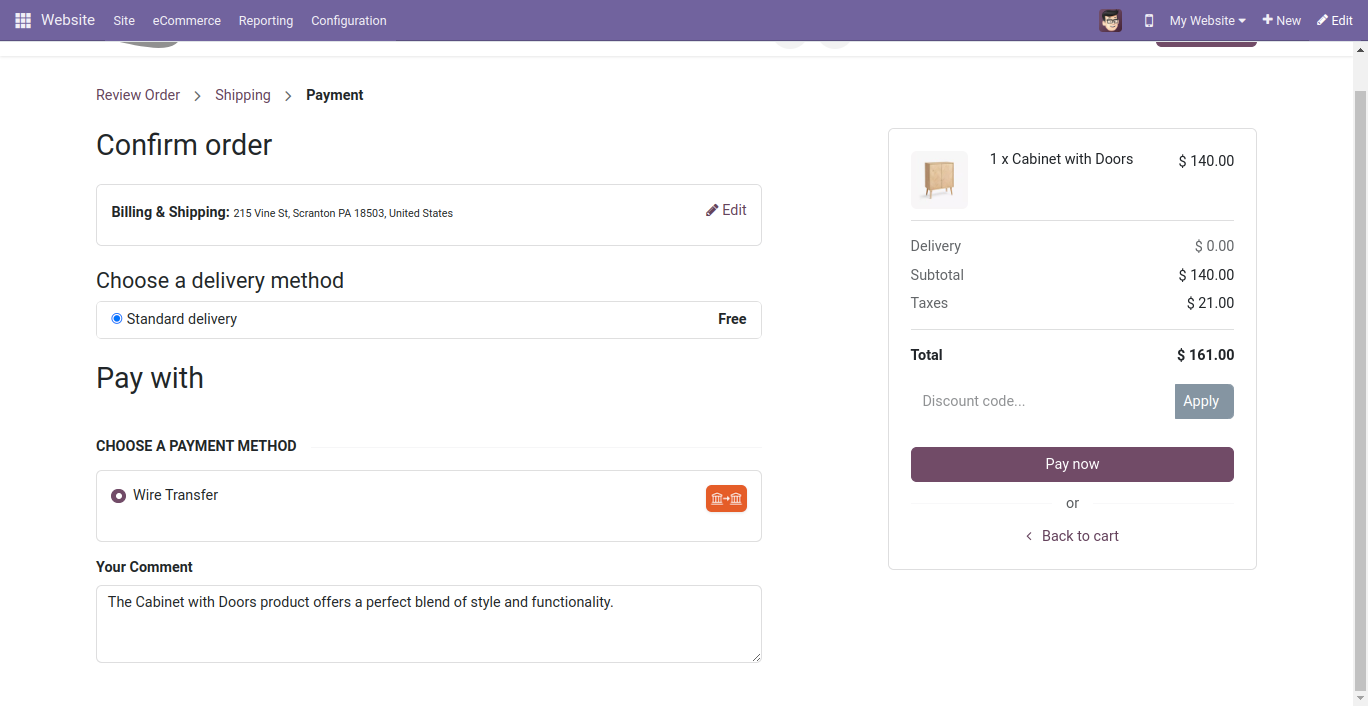 Website Site eCommerce Reporting Configuration My Website New Edit
Review Order Shipping Payment
Confirm order
Billing & Shipping: 215 Vine St, Scranton PA 18503, United States Edit
Choose a delivery method
Standard delivery Free
Pay with
CHOOSE A PAYMENT METHOD
Wire Transfer
Your Comment
The Cabinet with Doors product offers a perfect blend of style and functionality.
1 x Cabinet with Doors $ 140.00
Delivery $ 0.00
Subtotal $ 140.00
Taxes $ 21.00
Total $ 161.00
Discount code... Apply
Pay now
or
Back to cart